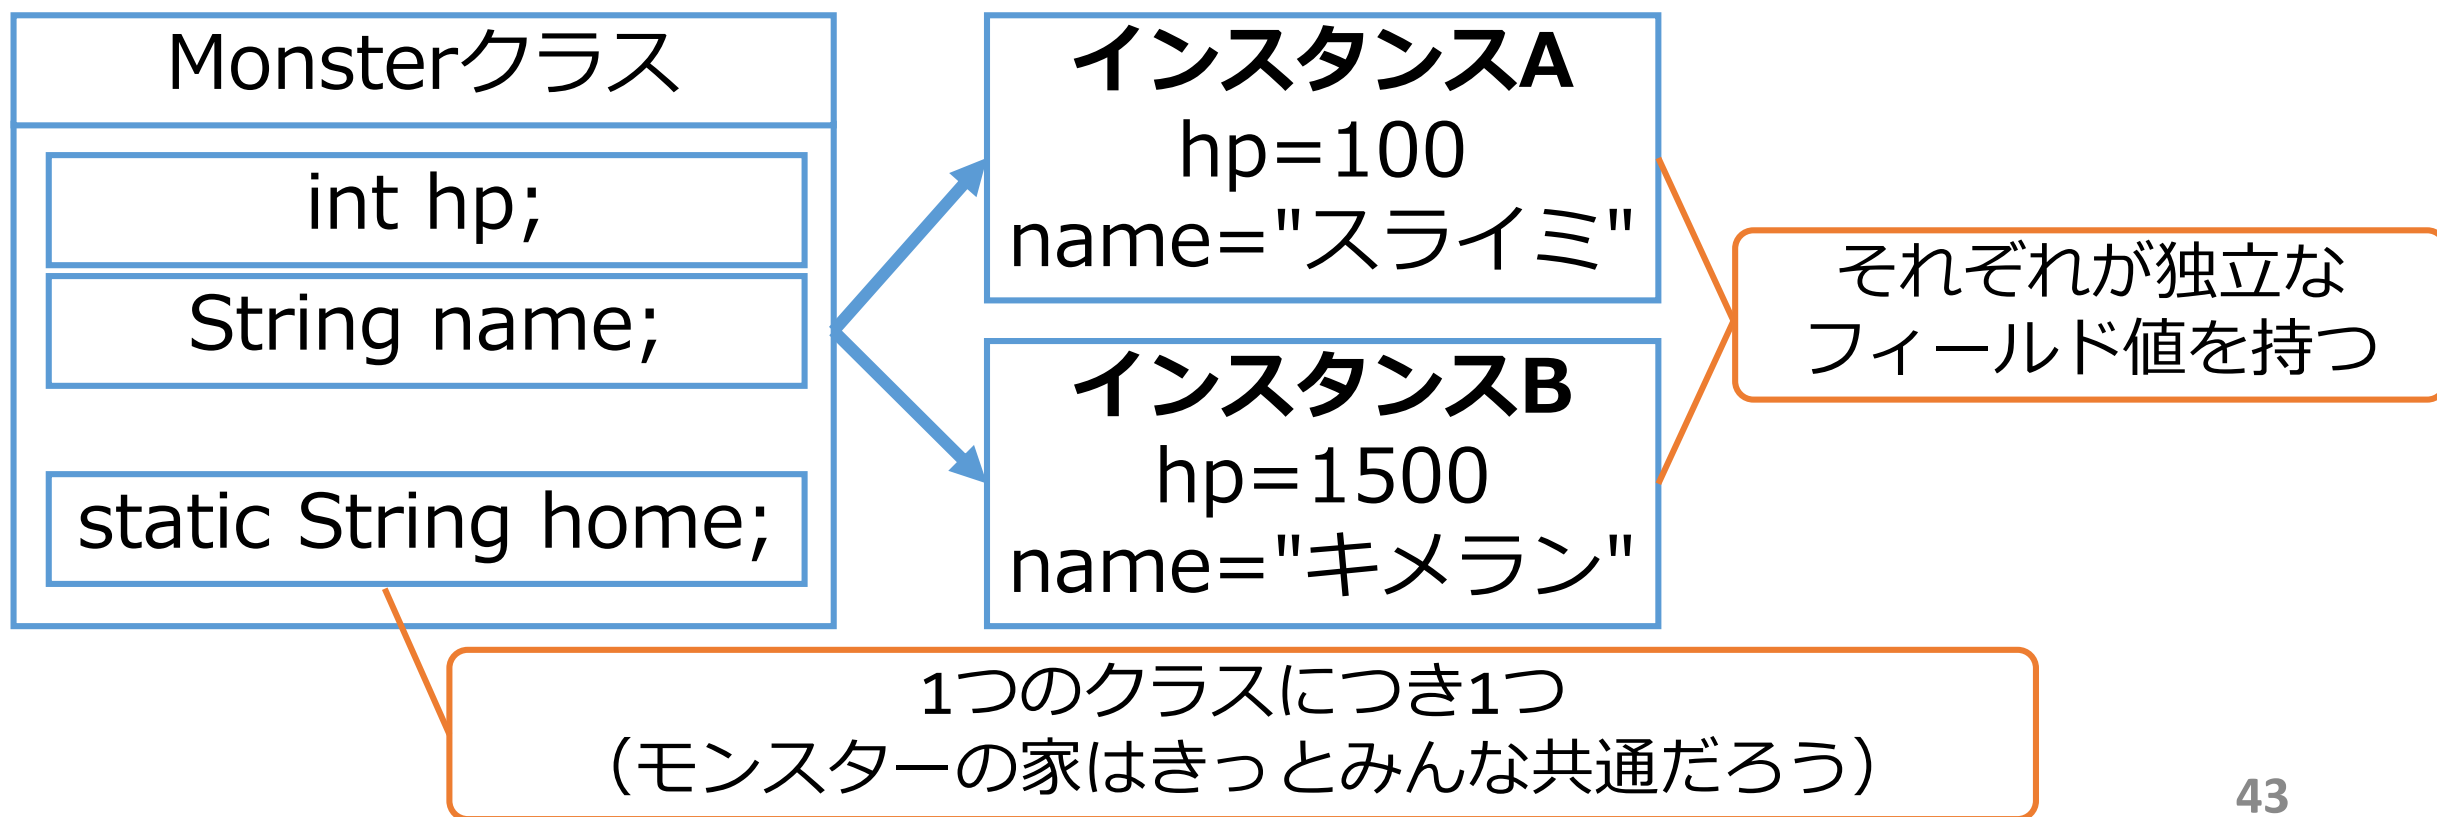 Monsterクラス
int hp;
String name;
static String home;
インスタンスA
hp=100
name="スライミ"
インスタンスB
hp=1500
name="キメラン"
それぞれが独立な
フィールド値を持つ
1つのクラスにつき1つ
（モンスターの家はきっとみんな共通だろう）
43